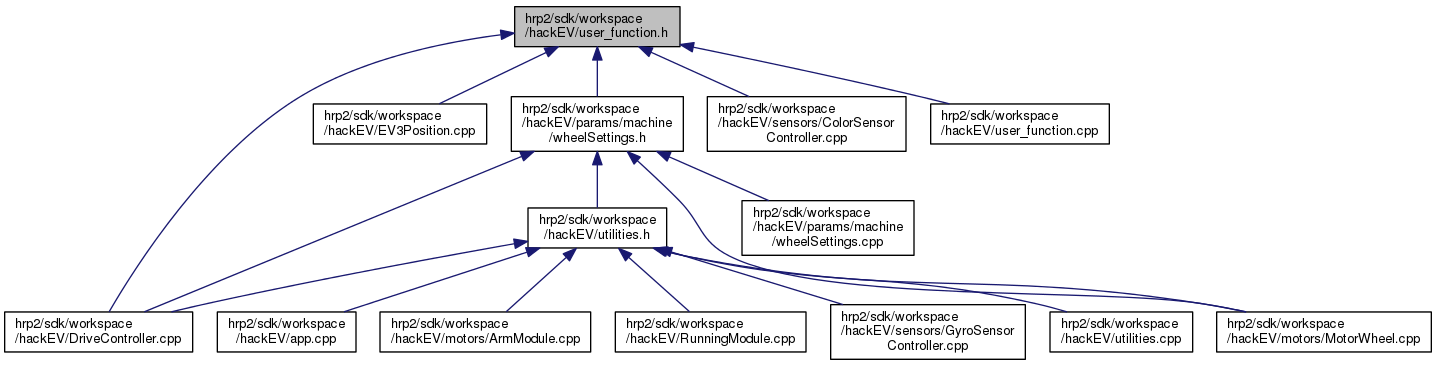 hrp2/sdk/workspace
/hackEV/user_function.h
hrp2/sdk/workspace
/hackEV/EV3Position.cpp
hrp2/sdk/workspace
/hackEV/params/machine
/wheelSettings.h
hrp2/sdk/workspace
/hackEV/sensors/ColorSensor
Controller.cpp
hrp2/sdk/workspace
/hackEV/user_function.cpp
hrp2/sdk/workspace
/hackEV/utilities.h
hrp2/sdk/workspace
/hackEV/params/machine
/wheelSettings.cpp
hrp2/sdk/workspace
/hackEV/DriveController.cpp
hrp2/sdk/workspace
/hackEV/app.cpp
hrp2/sdk/workspace
/hackEV/motors/ArmModule.cpp
hrp2/sdk/workspace
/hackEV/RunningModule.cpp
hrp2/sdk/workspace
/hackEV/sensors/GyroSensor
Controller.cpp
hrp2/sdk/workspace
/hackEV/utilities.cpp
hrp2/sdk/workspace
/hackEV/motors/MotorWheel.cpp